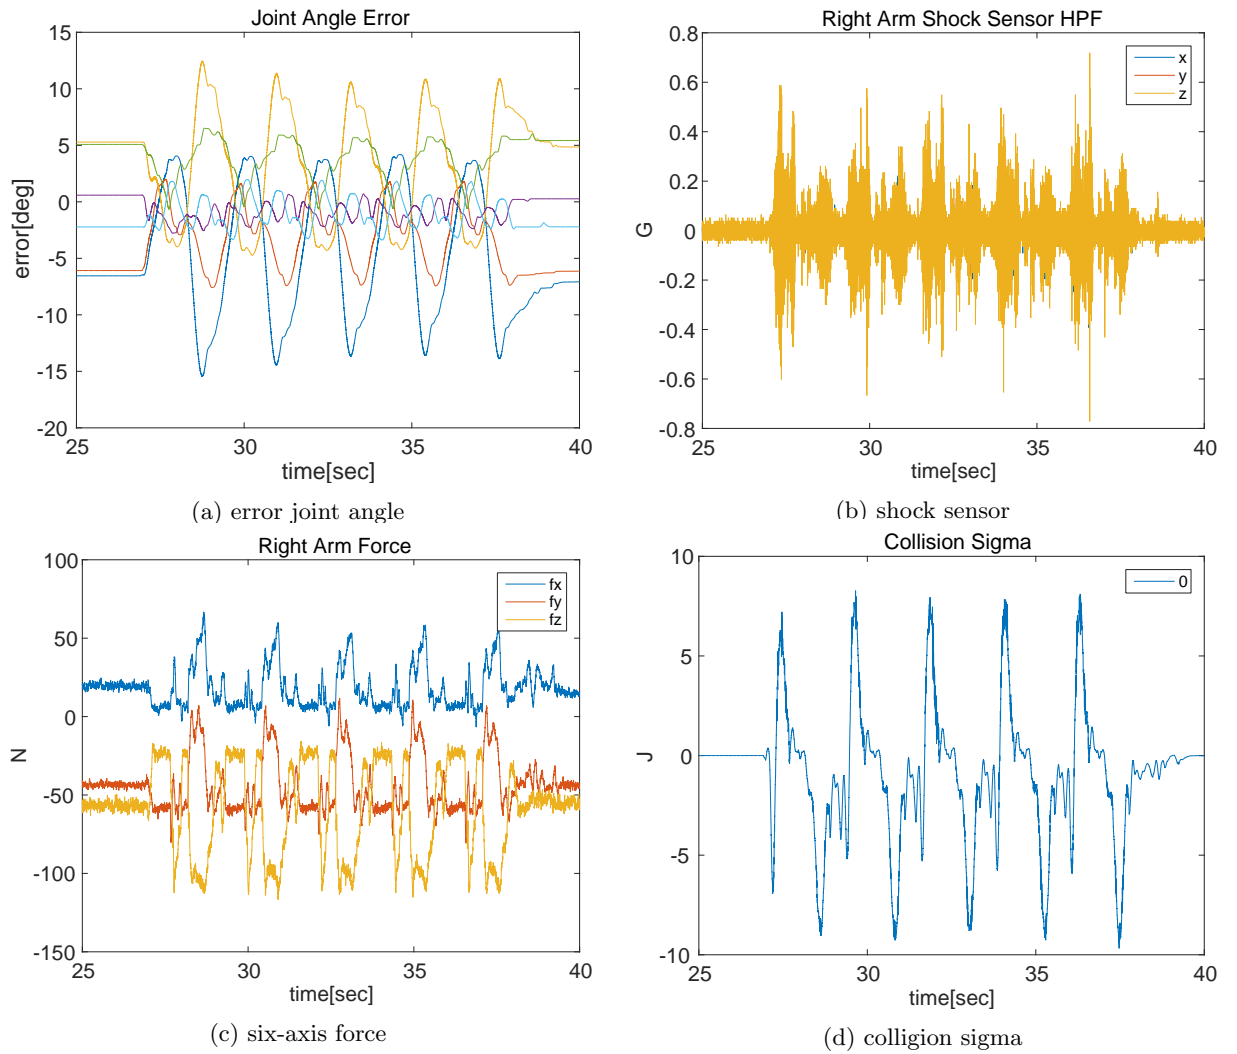 Joint Angle Error
15
10
5
0
-5
-10
-15
-20
error[deg]
25 30 35 40
time[sec]
(a) error joint angle
Right Arm Shock Sensor HPF
0.8
0.6
0.4
0.2
0
-0.2
-0.4
-0.6
-0.8
G
x
y
z
25 30 35 40
time[sec]
(b) shock sensor
Right Arm Force
100
50
0
-50
-100
-150
N
fx
fy
fz
25 30 35 40
time[sec]
(c) six-axis force
Collision Sigma
10
5
0
-5
-10
J
0
25 30 35 40
time[sec]
(d) colligion sigma